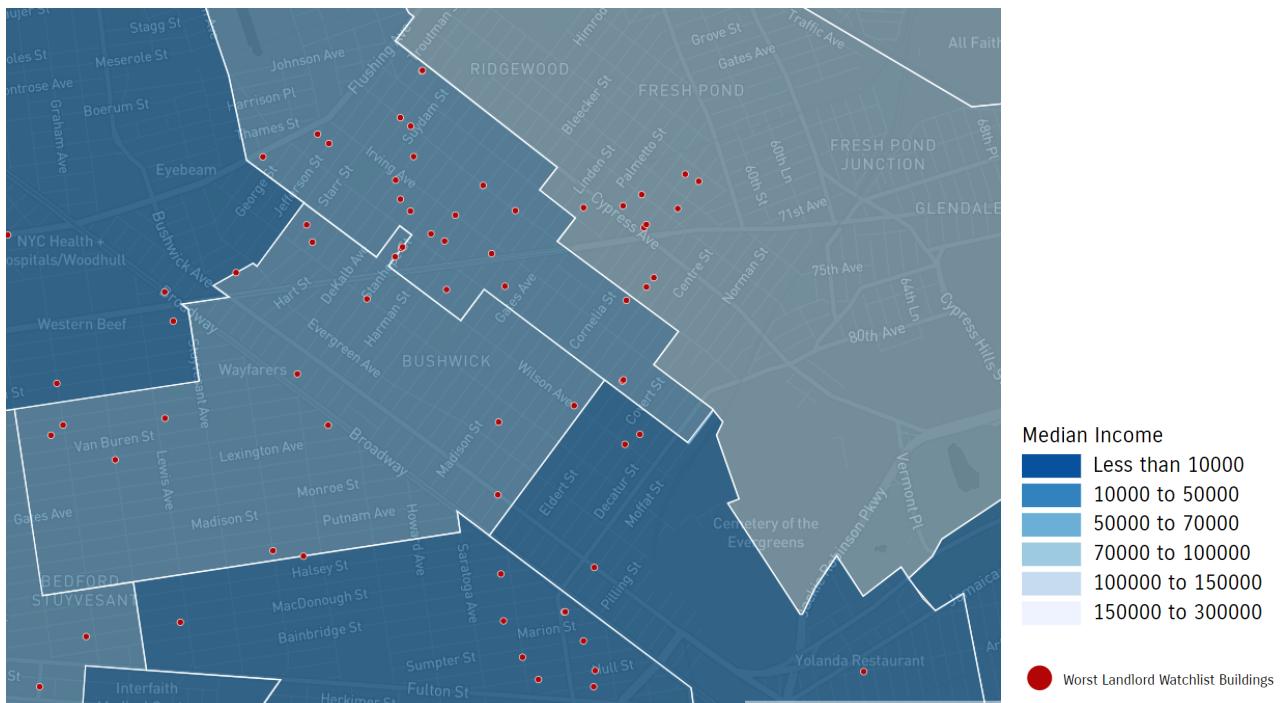 Stagg St
Meserole St
Boerum St
Graham Ave
Eyebeam
Johnson Ave
Harrison Pl
Thames St
Flushing Ave
George St
Jefferson St
Starr St
Irving Ave
Suydam St
RIDGEWOOD
FRESH POND
Grove St
Gates Ave
Traffic Ave
Bleecker St
Linden St
Palmetto St
Cypress Ave
60th St
60th Ln
71st Ave
FRESH POND
JUNCTION
68th Pl
GLENDALE
NYC Health +
Bushwick Ave
Western Beef
Broadway
Stuyvesant Ave
Hart St
DeKalb Ave
Harman St
Evergreen Ave
Wayfarers
BUSHWICK
Wilson Ave
Gates Ave
Cornelia St
Covert St
Centre St
Norman St
75th Ave
64th Ln
80th Ave
Van Buren St
Lewis Ave
Lexington Ave
Monroe St
Madison St
Putnam Ave
Gates Ave
Broadway
Madison St
Howard Ave
Saratoga Ave
Eldert St
Decatur St
Moffat St
Pilling St
Cemetery of the
Evergreens
Vermont Pl
BEDFORD-
STUYVESANT
Halsey St
MacDonough St
Bainbridge St
Sumpter St
Fulton St
Herkimer St
Marion St
Hull St
Interfaith
Yolanda Restaurant
Median Income
Less than 10000
10000 to 50000
50000 to 70000
70000 to 100000
100000 to 150000
150000 to 300000
Worst Landlord Watchlist Buildings